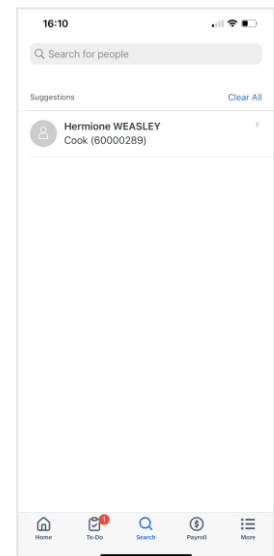 16:10
Search for people
Suggestions Clear All
Hermione WEASLEY
Cook (60000289)
1
Home To-Do Search Payroll More